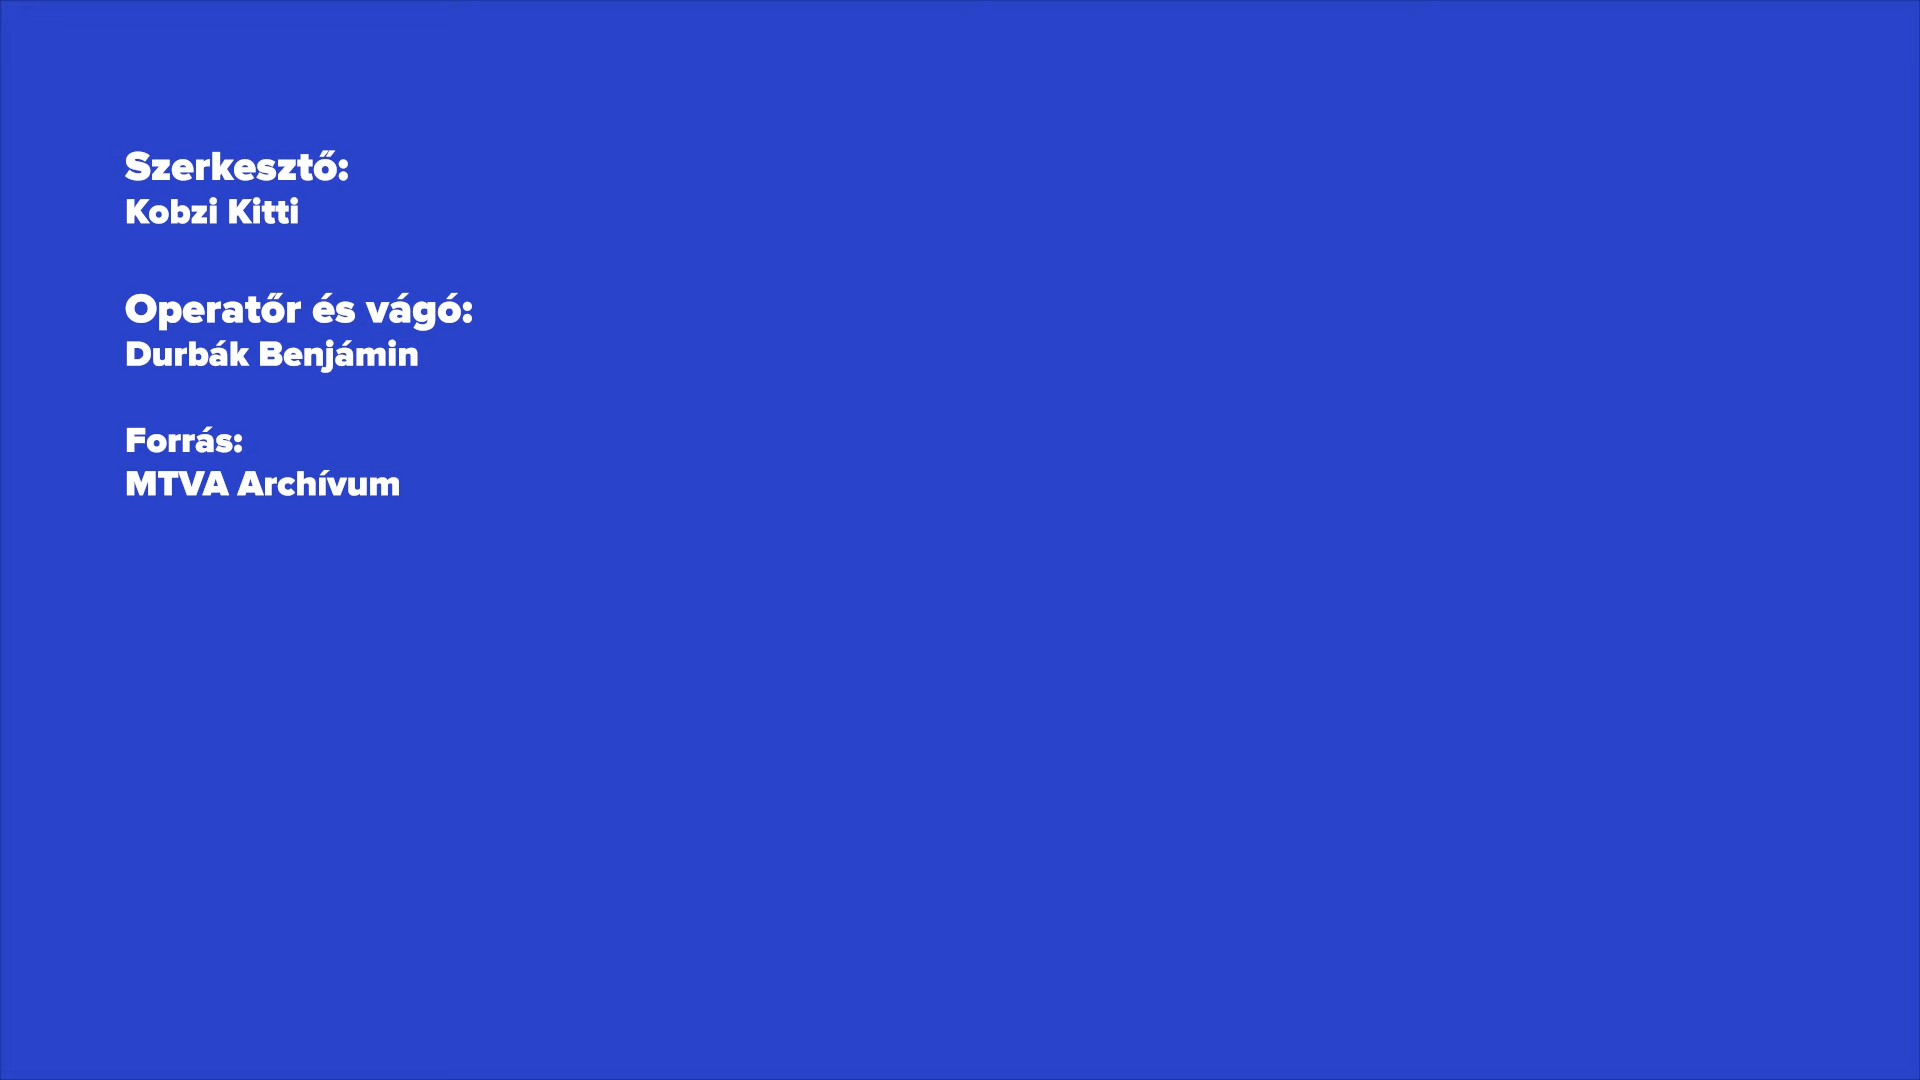 Szerkesztő:
Kobzi Kitti
Operatőr és vágó:
Durbák Benjámin
Forrás:
MTVA Archívum